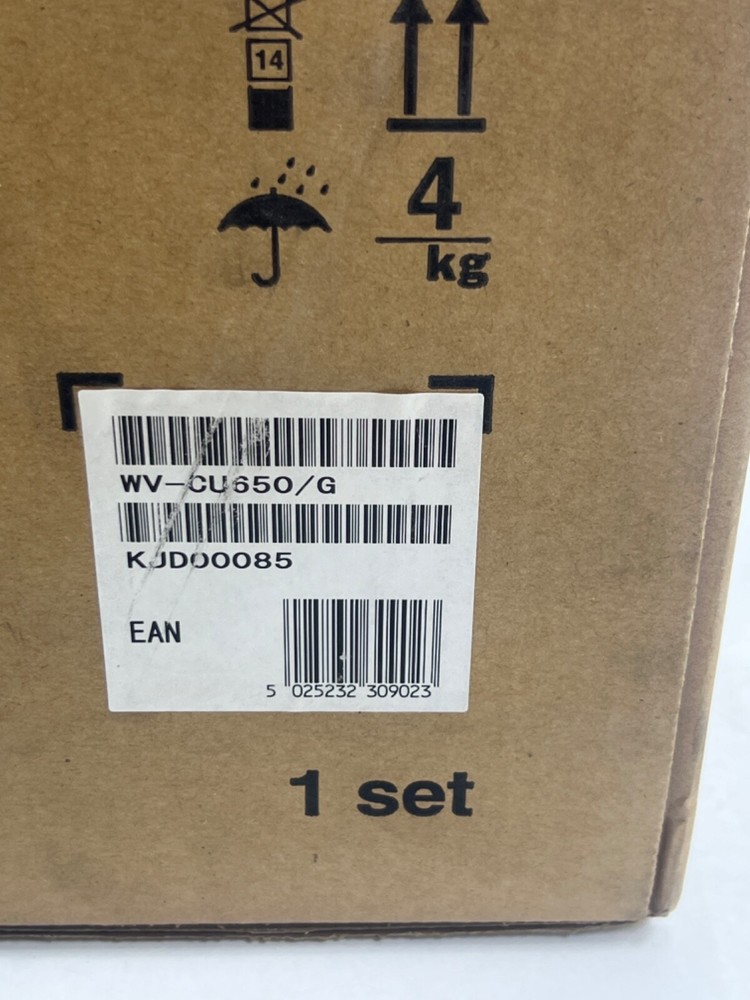 14
4
kg
WV-CU650/G
KJD00085
EAN
5 025232 309023
1 set